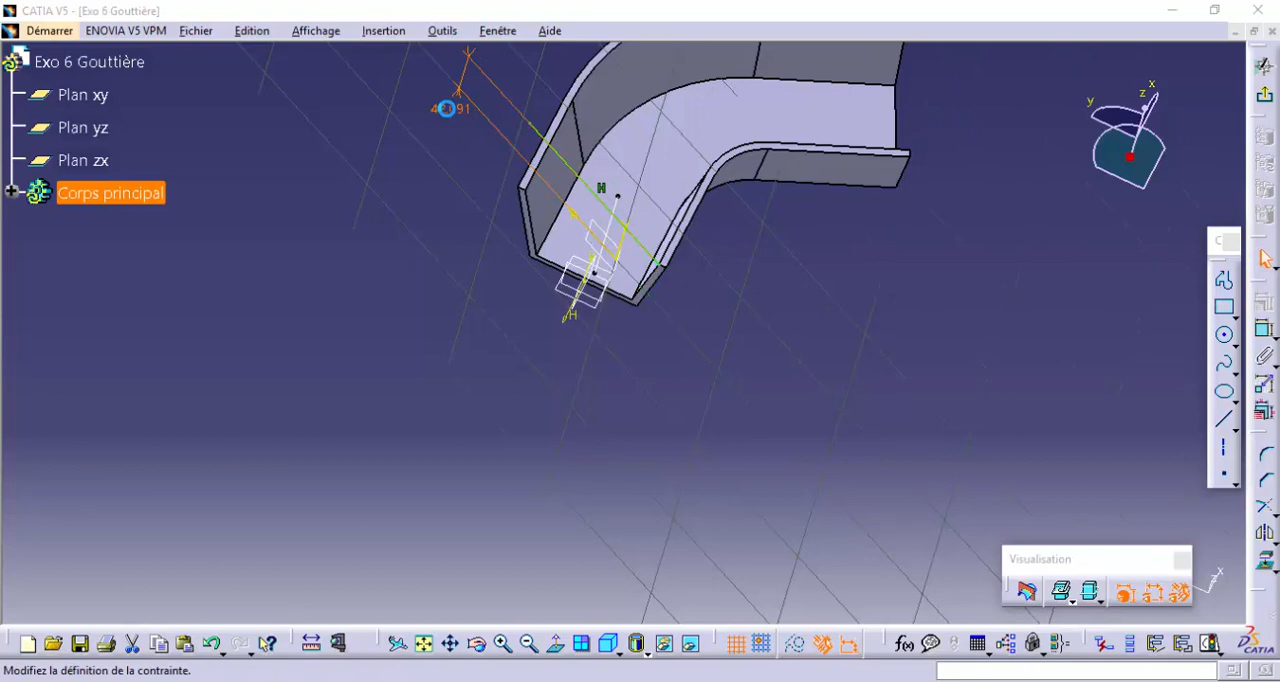 CATIA V5 - [Exo 6 Gouttière]
Démarrer ENOVIA V5 VPM Fichier Edition Affichage Insertion Outils Fenêtre Aide
Exo 6 Gouttière
Plan xy
Plan yz
Plan zx
Corps principal
H
H
x
z
y
Visualisation
x
f(x)
CATIA
Modifiez la définition de la contrainte.